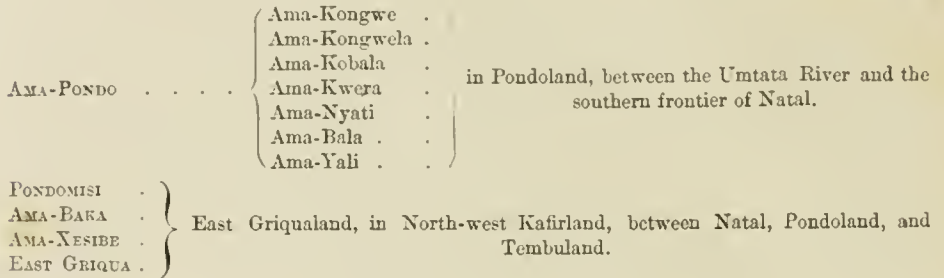 Ama-Kongwe .
Ama-Kongwela .
Ama-Kobala .
AMA-PONDO . . . . Ama-Kwera . in Pondoland, between the Umtata River and the
southern frontier of Natal.
Ama-Nyati .
Ama-Bala . .
Ama-Yali . .
PONDOMISI .
AMA-BAKA .
East Griqualand, in North-west Kafirland, between Natal, Pondoland, and
AMA-XESIBE . Tembuland.
EAST GRIQUA .